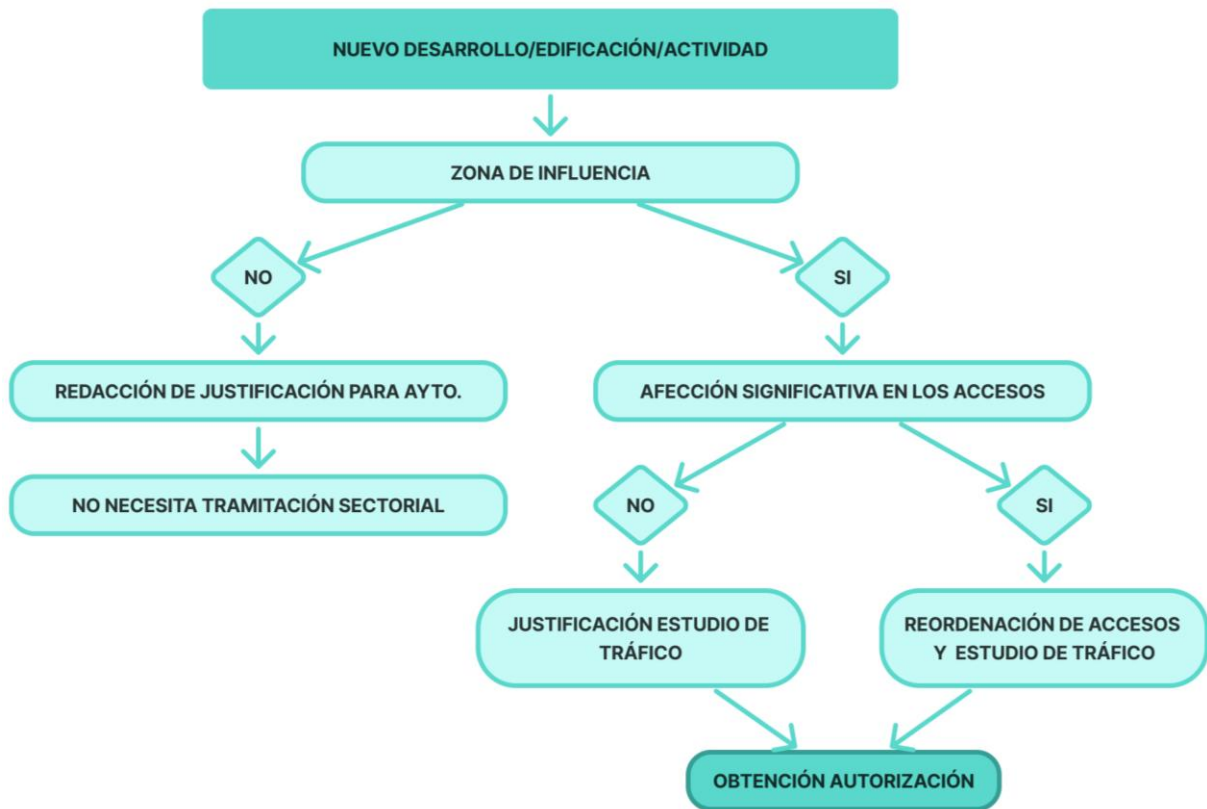 NUEVO DESARROLLO/EDIFICACIÓN/ACTIVIDAD
ZONA DE INFLUENCIA
NO
SI
REDACCIÓN DE JUSTIFICACIÓN PARA AYTO.
AFECCIÓN SIGNIFICATIVA EN LOS ACCESOS
NO NECESITA TRAMITACIÓN SECTORIAL
NO
SI
JUSTIFICACIÓN ESTUDIO DE
TRÁFICO
REORDENACIÓN DE ACCESOS
Y ESTUDIO DE TRÁFICO
OBTENCIÓN AUTORIZACIÓN